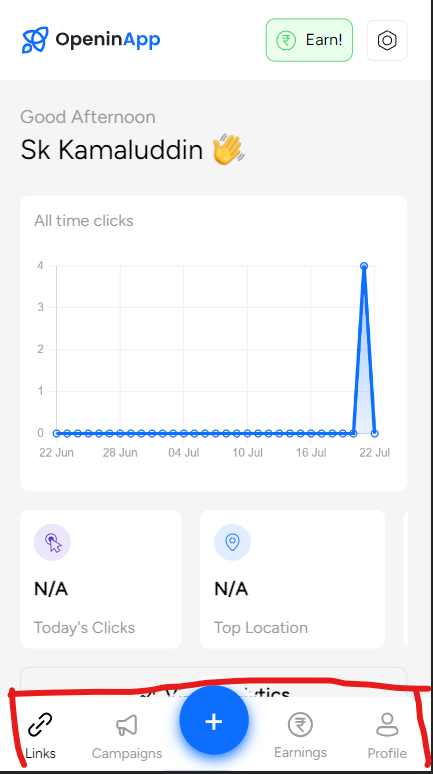 OpeninApp
Earn!
Good Afternoon
Sk Kamaluddin 👋
All time clicks
4
3
2
1
0
22 Jun 28 Jun 04 Jul 10 Jul 16 Jul 22 Jul
N/A
Today's Clicks
N/A
Top Location
Links
Campaigns
+
Earnings
Profile